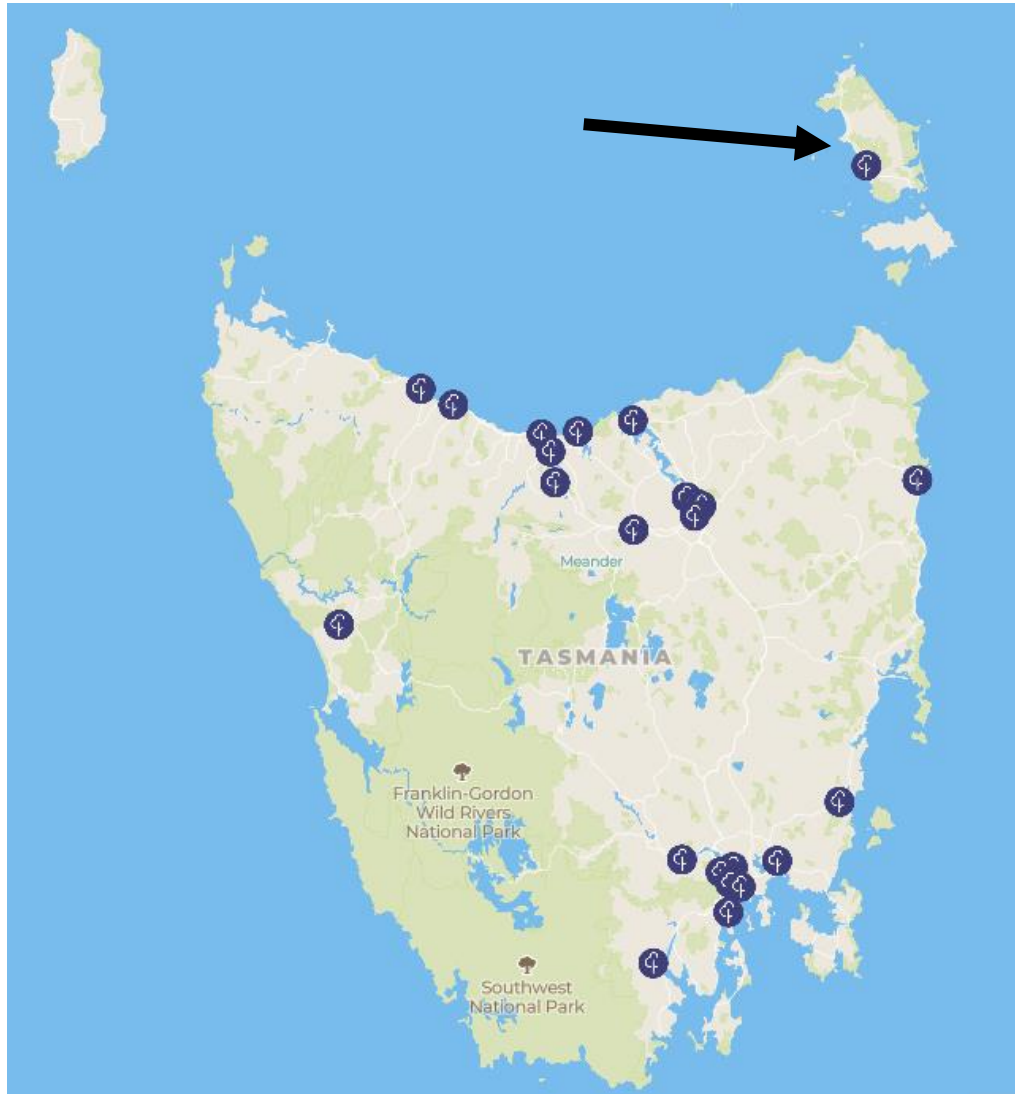 Meander
TASMANIA
Franklin-Gordon
Wild Rivers
National Park
Southwest
National Park